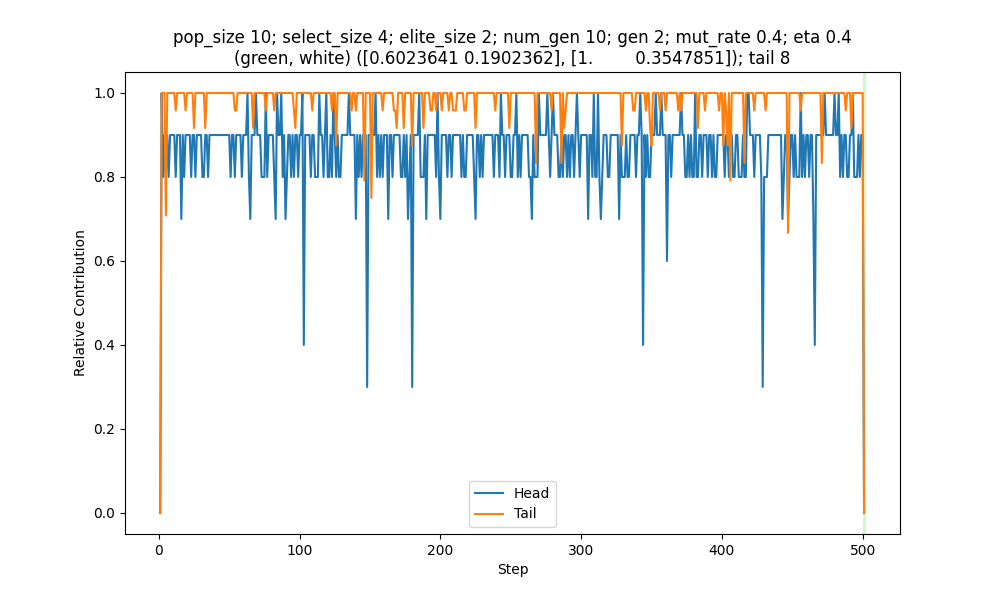 pop_size 10; select_size 4; elite_size 2; num_gen 10; gen 2; mut_rate 0.4; eta 0.4
(green, white) ([0.6023641 0.1902362], [1.         0.3547851]); tail 8
1.0
0.8
0.6
0.4
0.2
0.0
Relative Contribution
Head
Tail
0
100
200
300
400
500
Step